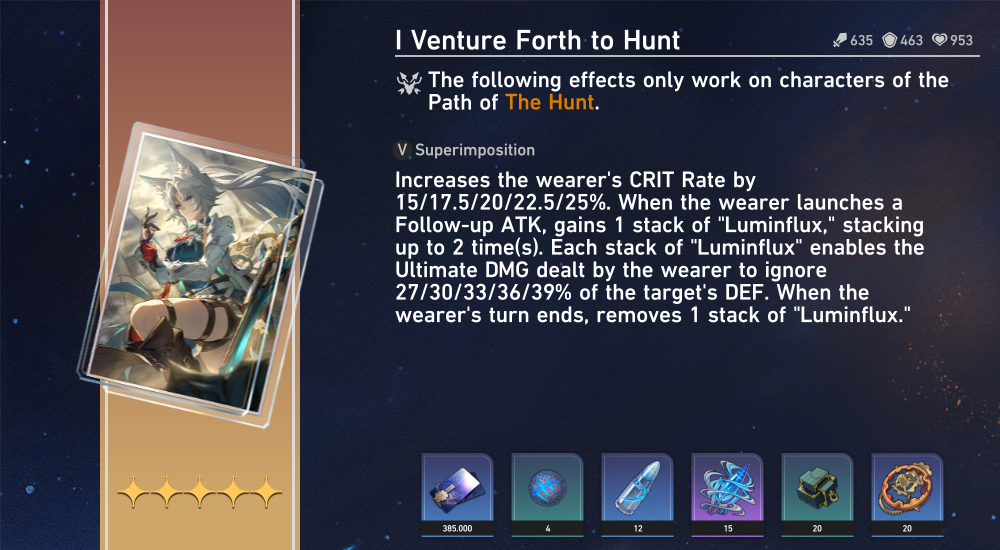 I Venture Forth to Hunt
635 463 953
The following effects only work on characters of the
Path of The Hunt.
V Superimposition
Increases the wearer's CRIT Rate by
15/17.5/20/22.5/25%. When the wearer launches a
Follow-up ATK, gains 1 stack of "Luminflux," stacking
up to 2 time(s). Each stack of "Luminflux" enables the
Ultimate DMG dealt by the wearer to ignore
27/30/33/36/39% of the target's DEF. When the
wearer's turn ends, removes 1 stack of "Luminflux."
385.000 4 12 15 20 20